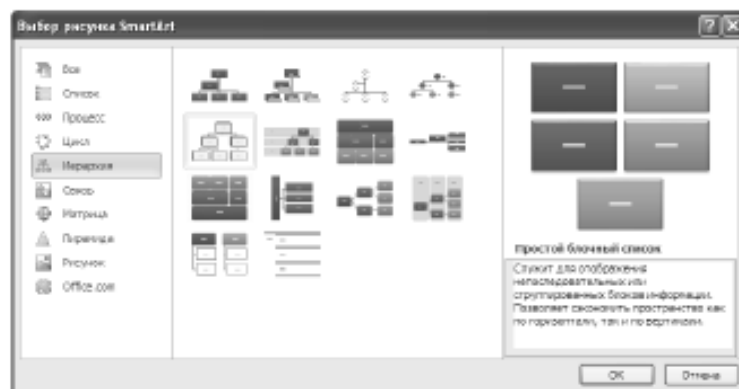 Выбор рисунка SmartArt
Все
Список
Процесс
Цикл
Иерархия
Связь
Матрица
Пирамида
Рисунок
Office.com
Простой блочный список
Служит для отображения
непоследовательных или
сгруппированных блоков информации.
Позволяет сэкономить пространство как
по горизонтали, так и по вертикали.
ОК
Отмена